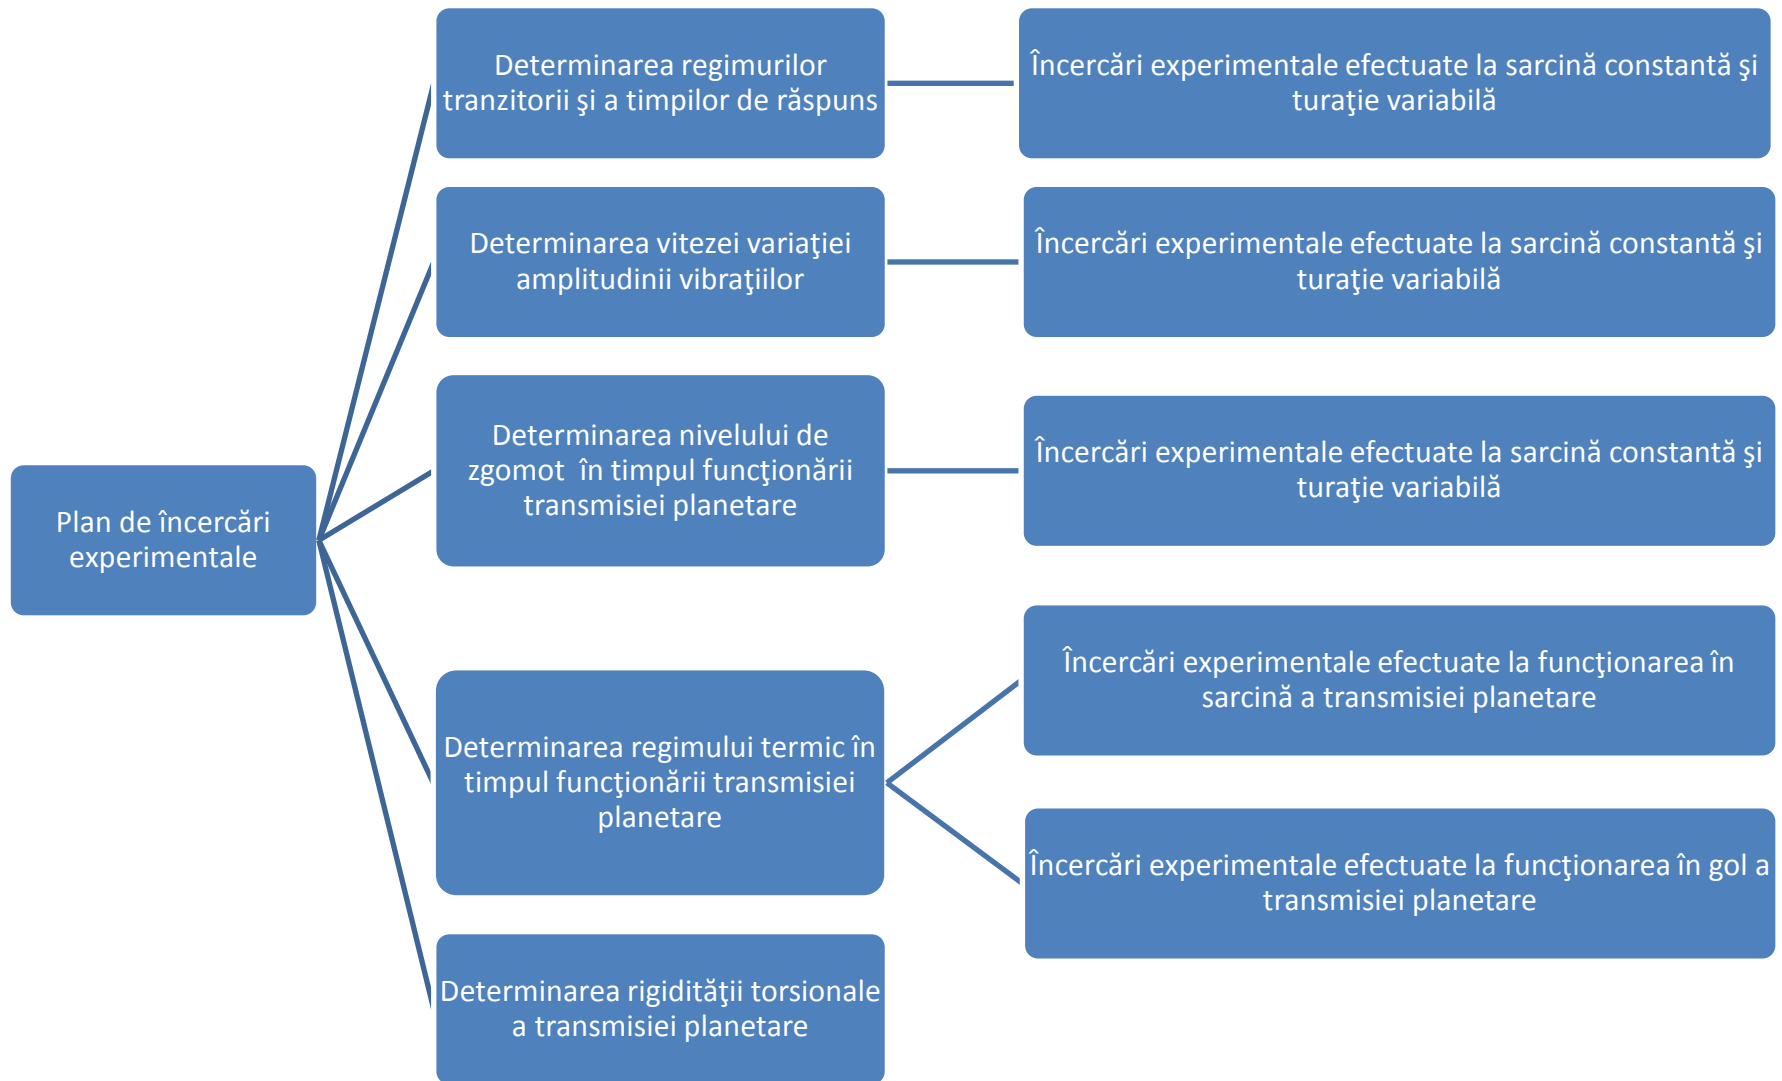 Plan de încercări
experimentale
Determinarea regimurilor
tranzitorii şi a timpilor de răspuns
Încercări experimentale efectuate la sarcină constantă şi
turaţie variabilă
Determinarea vitezei variaţiei
amplitudinii vibraţiilor
Încercări experimentale efectuate la sarcină constantă şi
turaţie variabilă
Determinarea nivelului de
zgomot în timpul funcţionării
transmisiei planetare
Încercări experimentale efectuate la sarcină constantă şi
turaţie variabilă
Determinarea regimului termic în
timpul funcţionării transmisiei
planetare
Încercări experimentale efectuate la funcţionarea în
sarcină a transmisiei planetare
Încercări experimentale efectuate la funcţionarea în gol a
transmisiei planetare
Determinarea rigidităţii torsionale
a transmisiei planetare